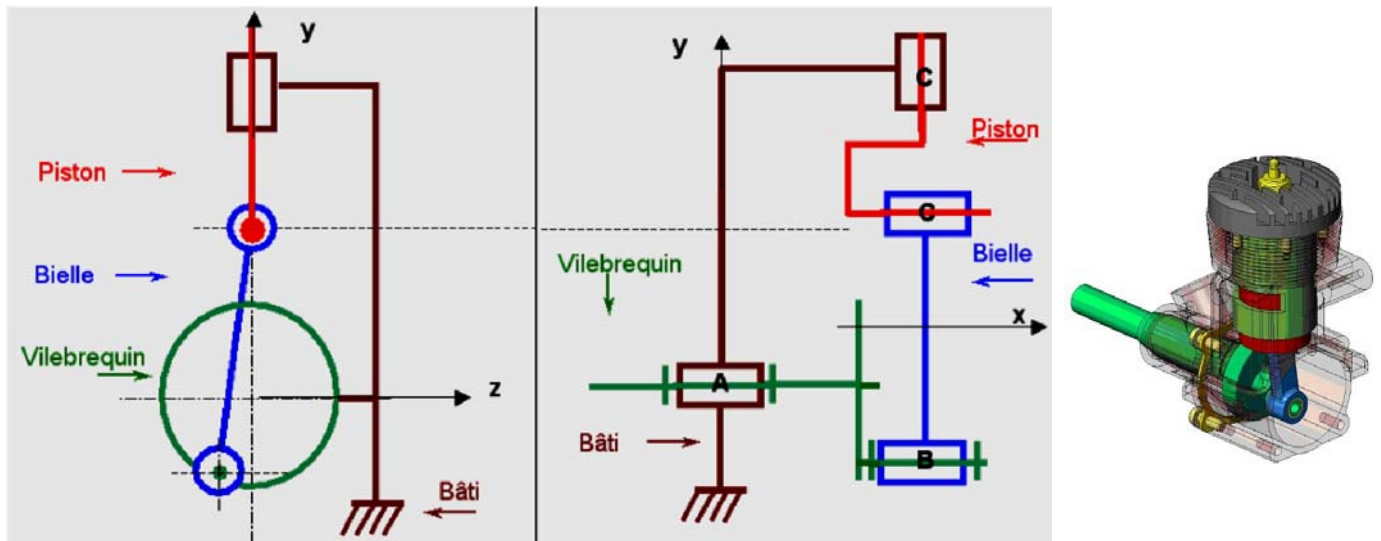 y
Piston
Bielle
Vilebrequin
z
Bâti
y
C
Piston
C
Vilebrequin
Bielle
x
A
Bâti
B